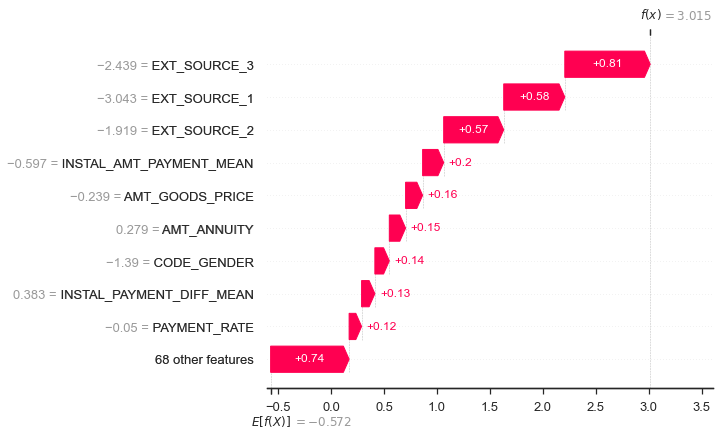 f(x) = 3.015
−2.439 = EXT_SOURCE_3
+0.81
−3.043 = EXT_SOURCE_1
+0.58
−1.919 = EXT_SOURCE_2
+0.57
−0.597 = INSTAL_AMT_PAYMENT_MEAN
+0.2
−0.239 = AMT_GOODS_PRICE
+0.16
0.279 = AMT_ANNUITY
+0.15
−1.39 = CODE_GENDER
+0.14
0.383 = INSTAL_PAYMENT_DIFF_MEAN
+0.13
−0.05 = PAYMENT_RATE
+0.12
68 other features
+0.74
−0.5 0.0 0.5 1.0 1.5 2.0 2.5 3.0 3.5
E[f(X)] = −0.572